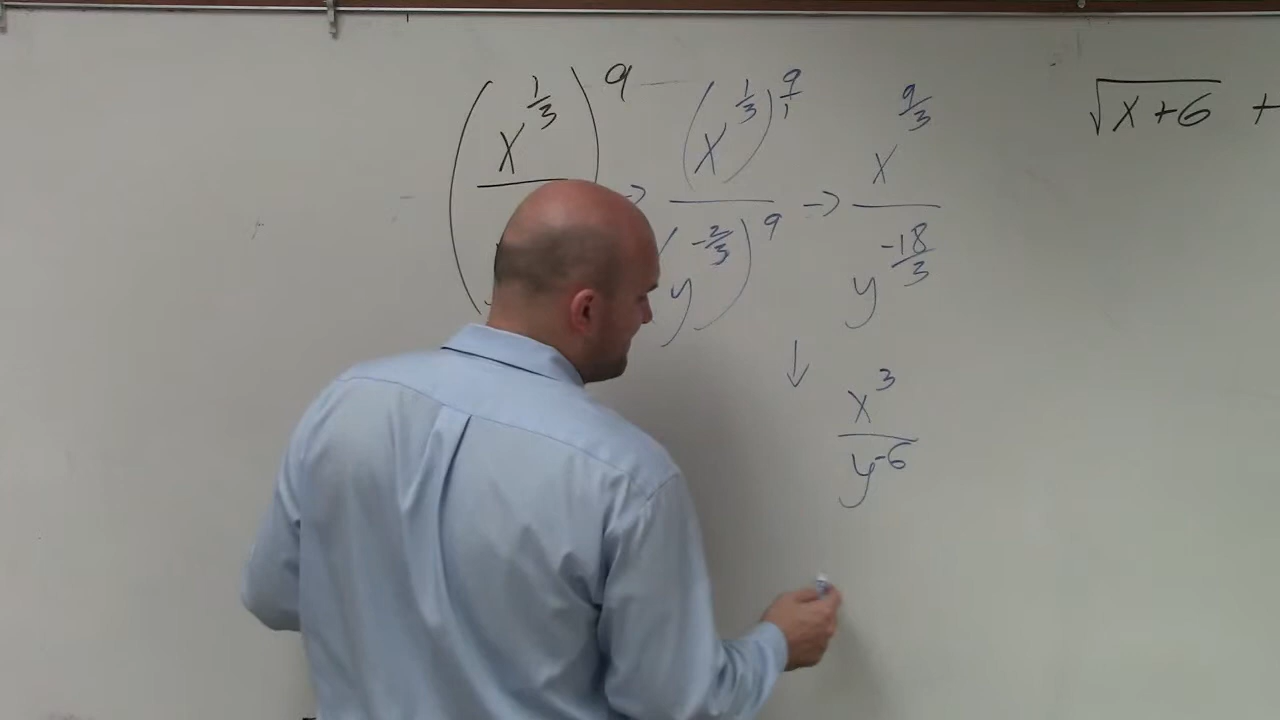 (x^(1/3) / )^9 → (x^(1/3))^(9/1) / (y^(-2/3))^9 → x^(9/3) / y^(-18/3)
√(x+6) +
↓ x^3 / y^-6